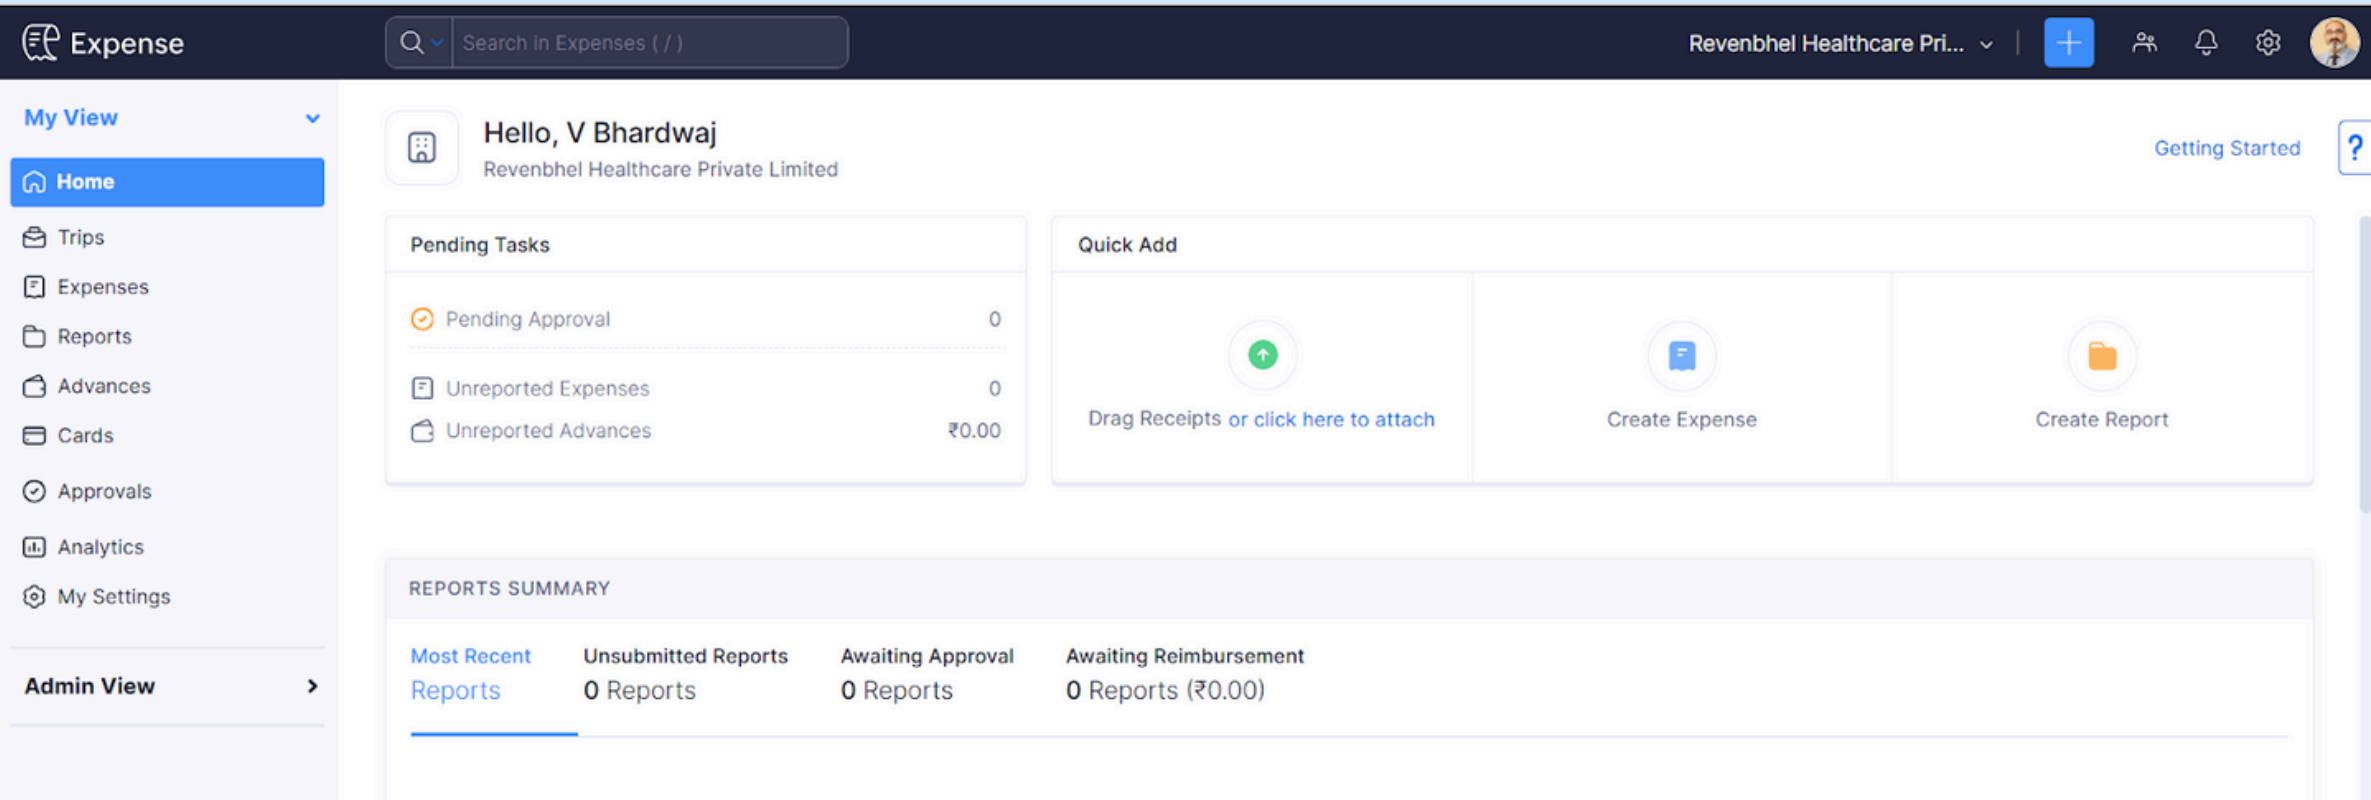 Expense
Search in Expenses ( / )
Revenbhel Healthcare Pri...
My View
Home
Trips
Expenses
Reports
Advances
Cards
Approvals
Analytics
My Settings
Admin View
Hello, V Bhardwaj
Revenbhel Healthcare Private Limited
Getting Started
?
Pending Tasks
Pending Approval 0
Unreported Expenses 0
Unreported Advances ₹0.00
Quick Add
Drag Receipts or click here to attach
Create Expense
Create Report
REPORTS SUMMARY
Most Recent
Reports
Unsubmitted Reports
0 Reports
Awaiting Approval
0 Reports
Awaiting Reimbursement
0 Reports (₹0.00)